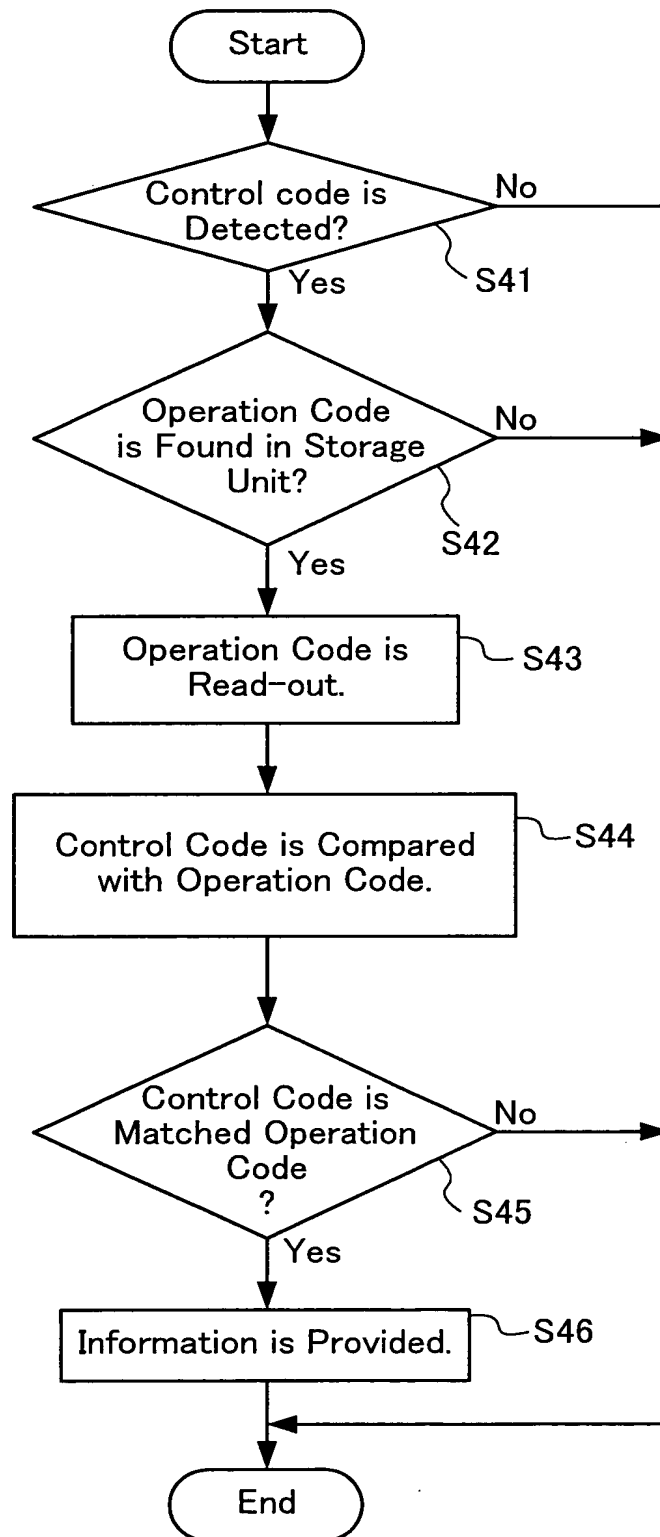 Start
Control code is
Detected?
No
S41
Yes
Operation Code
is Found in Storage
Unit?
No
S42
Yes
Operation Code is
Read-out.
S43
Control Code is Compared
with Operation Code.
S44
Control Code is
Matched Operation
Code
?
No
S45
Yes
Information is Provided.
S46
End